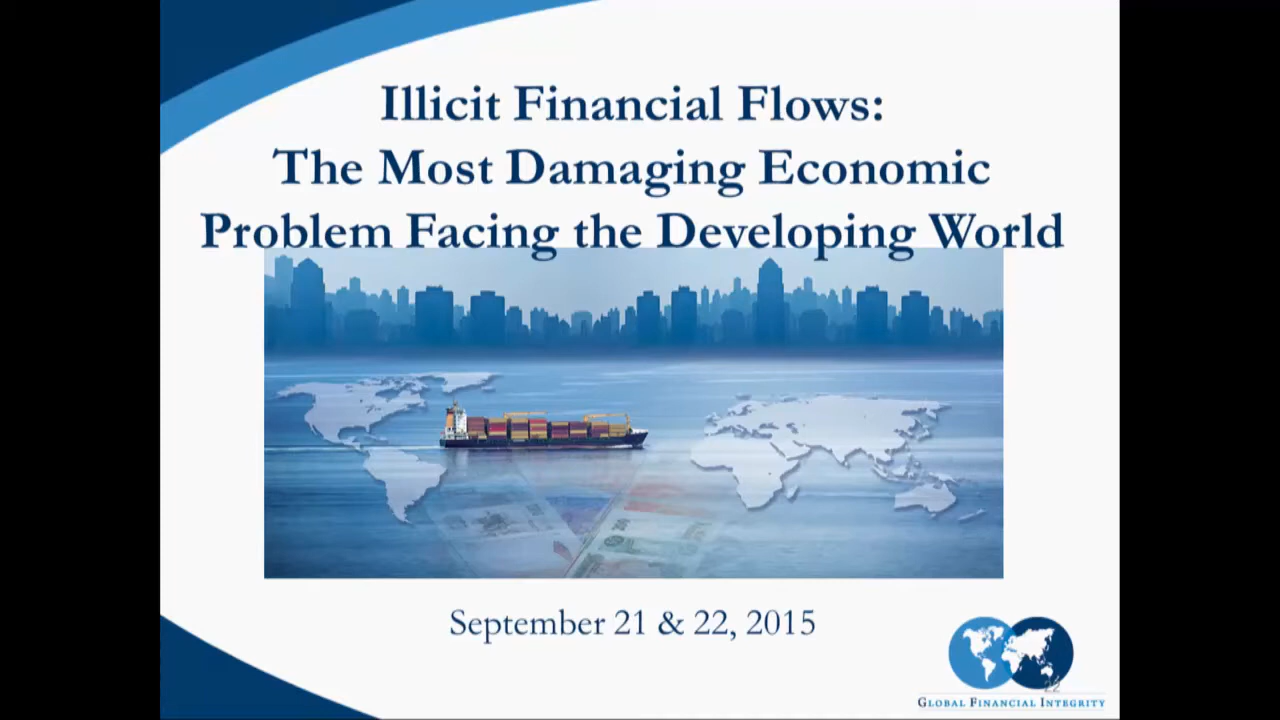 Illicit Financial Flows:
The Most Damaging Economic
Problem Facing the Developing World
September 21 & 22, 2015
22
GLOBAL FINANCIAL INTEGRITY